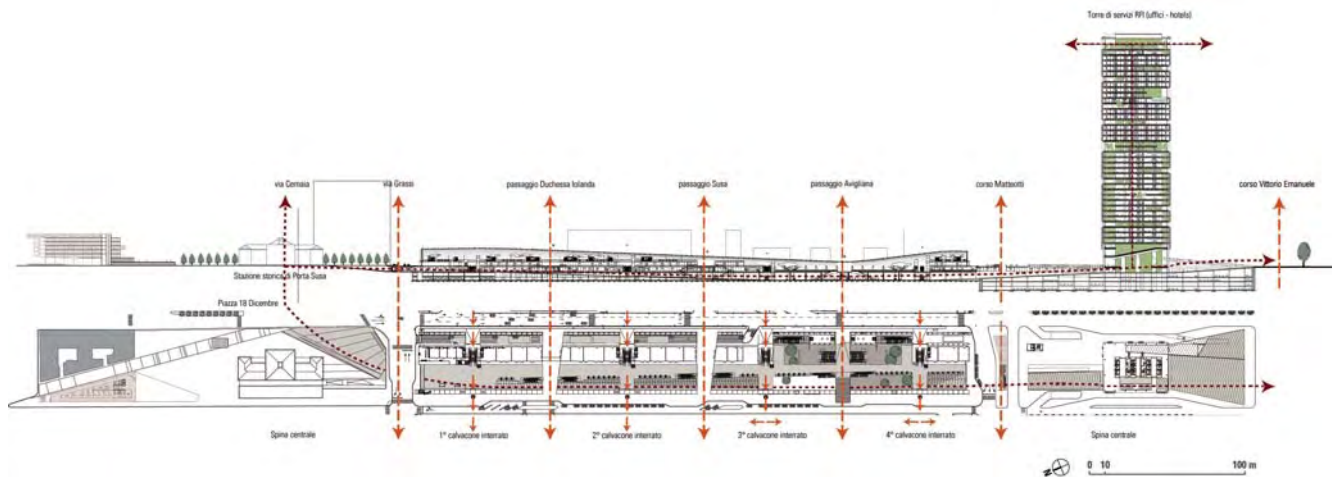 Torre di servizi RFI (uffici - hotels)
via Cernaia
via Grassi
passaggio Duchessa Iolanda
passaggio Susa
passaggio Avigliana
corso Matteotti
corso Vittorio Emanuele
Stazione storica di Porta Susa
Piazza 18 Dicembre
Spina centrale
1° calvacone interrato
2° calvacone interrato
3° calvacone interrato
4° calvacone interrato
Spina centrale
N
0 10 100 m